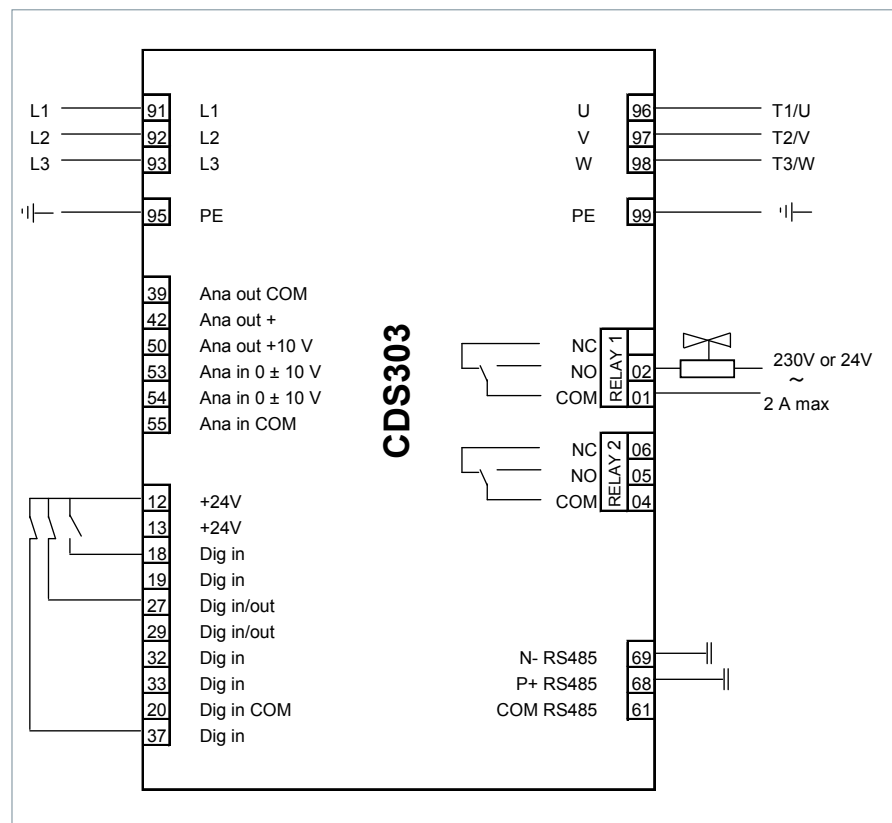 L1 91 L1 U 96 T1/U
L2 92 L2 V 97 T2/V
L3 93 L3 W 98 T3/W
95 PE PE 99
39 Ana out COM
42 Ana out +
50 Ana out +10 V
53 Ana in 0 ± 10 V
54 Ana in 0 ± 10 V
55 Ana in COM
CDS303
NC
NO 02
COM 01
RELAY 1
230V or 24V
~
2 A max
NC 06
NO 05
COM 04
RELAY 2
12 +24V
13 +24V
18 Dig in
19 Dig in
27 Dig in/out
29 Dig in/out
32 Dig in
33 Dig in
20 Dig in COM
37 Dig in
N- RS485 69
P+ RS485 68
COM RS485 61